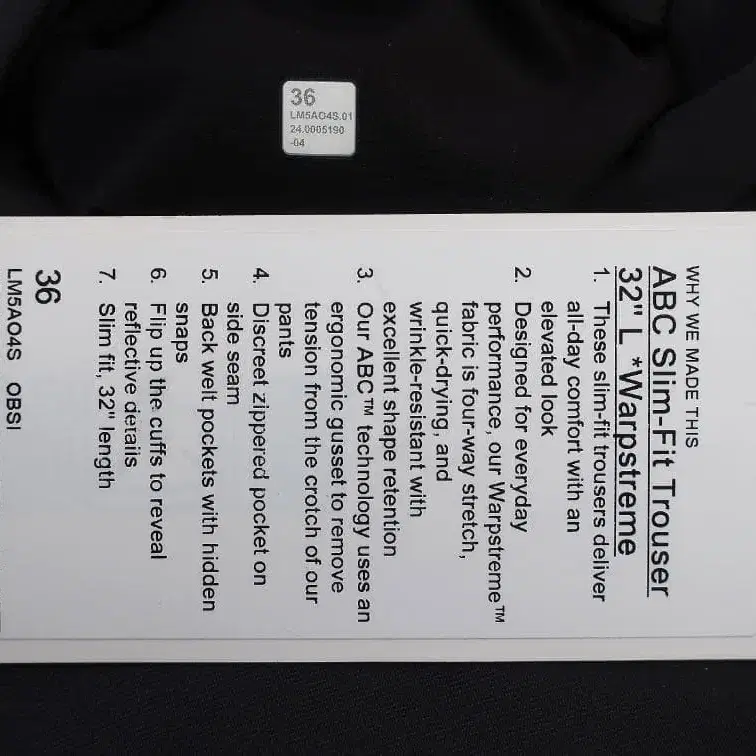 36
LM5AO4S.01
24.0005190
-04
WHY WE MADE THIS
ABC Slim-Fit Trouser
32" L *Warpstreme
1. These slim-fit trousers deliver
all-day comfort with an
elevated look
2. Designed for everyday
performance, our Warpstreme™
fabric is four-way stretch,
quick-drying, and
wrinkle-resistant with
excellent shape retention
3. Our ABC™ technology uses an
ergonomic gusset to remove
tension from the crotch of our
pants
4. Discreet zippered pocket on
side seam
5. Back welt pockets with hidden
snaps
6. Flip up the cuffs to reveal
reflective details
7. Slim fit, 32" length
36
LM5AO4S OBSI